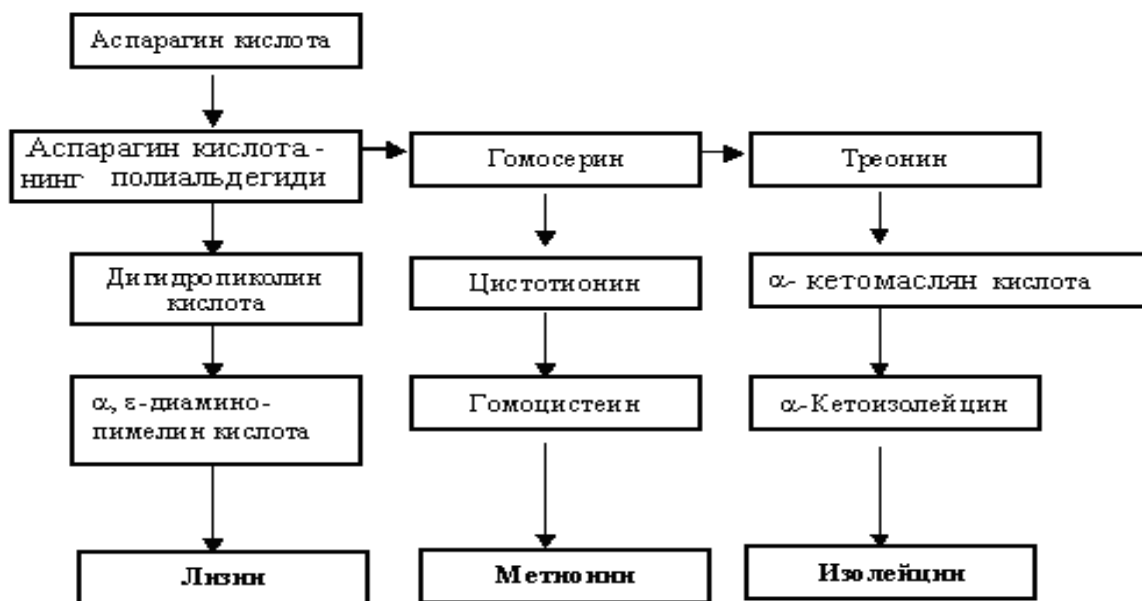 Аспарагин кислота
Аспарагин кислота -
нинг полиальдегиди
Гомосерин
Треонин
Дигидропиколин
кислота
Цистотионин
α- кетомаслян кислота
α, ε-диамино-
пимелин кислота
Гомоцистеин
α-Кетоизолейцин
Лизин
Метионин
Изолейцин